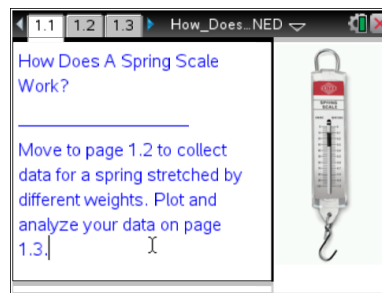 1.1 1.2 1.3 How_Does...NED
How Does A Spring Scale
Work?
Move to page 1.2 to collect
data for a spring stretched by
different weights. Plot and
analyze your data on page
1.3.
SPRING
SCALE